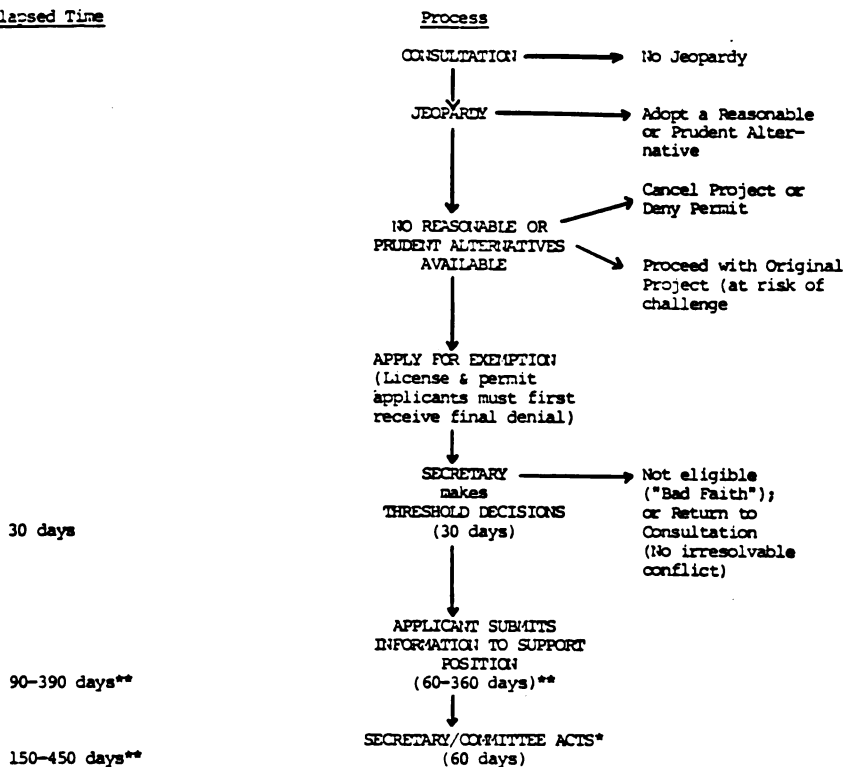 lapsed Time
Process
CONSULTATION
No Jeopardy
JEOPARDY
Adopt a Reasonable
or Prudent Alter-
native
Cancel Project or
Deny Permit
NO REASONABLE OR
PRUDENT ALTERNATIVES
AVAILABLE
Proceed with Original
Project (at risk of
challenge
APPLY FOR EXEMPTION
(License & permit
applicants must first
receive final denial)
SECRETARY
makes
THRESHOLD DECISIONS
(30 days)
Not eligible
("Bad Faith");
or Return to
Consultation
(No irresolvable
conflict)
30 days
APPLICANT SUBMITS
INFORMATION TO SUPPORT
POSITION
(60-360 days)**
90-390 days**
SECRETARY/COMMITTEE ACTS*
(60 days)
150-450 days**